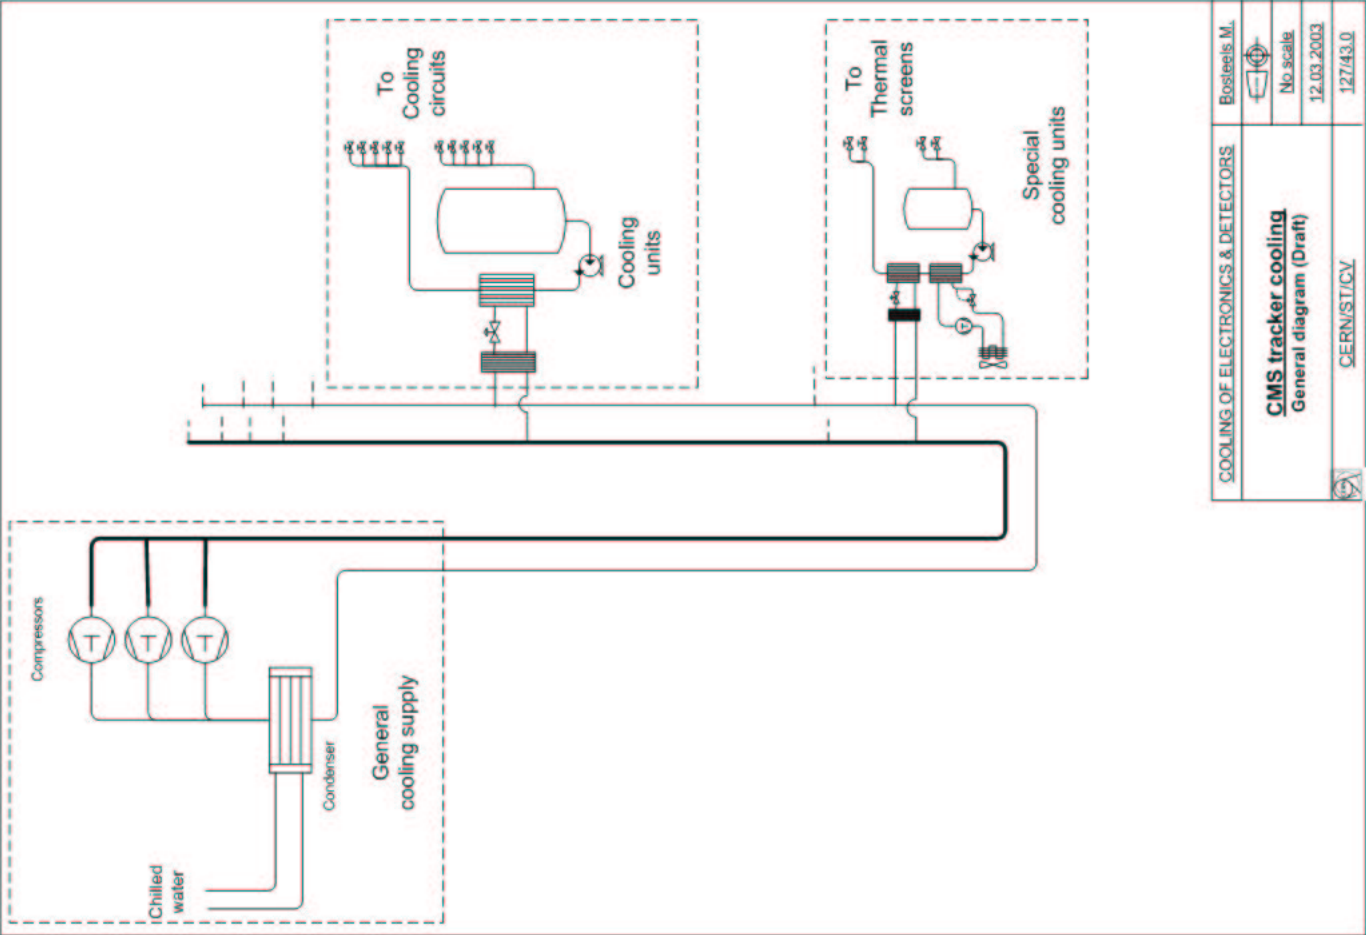 To
Cooling
circuits
Cooling
units
To
Thermal
screens
Special
cooling units
Compressors
Condenser
General
cooling supply
Chilled
water
COOLING OF ELECTRONICS & DETECTORS
Bosteels M.
CMS tracker cooling
General diagram (Draft)
No scale
12.03.2003
CERN/ST/CV
127/43.0